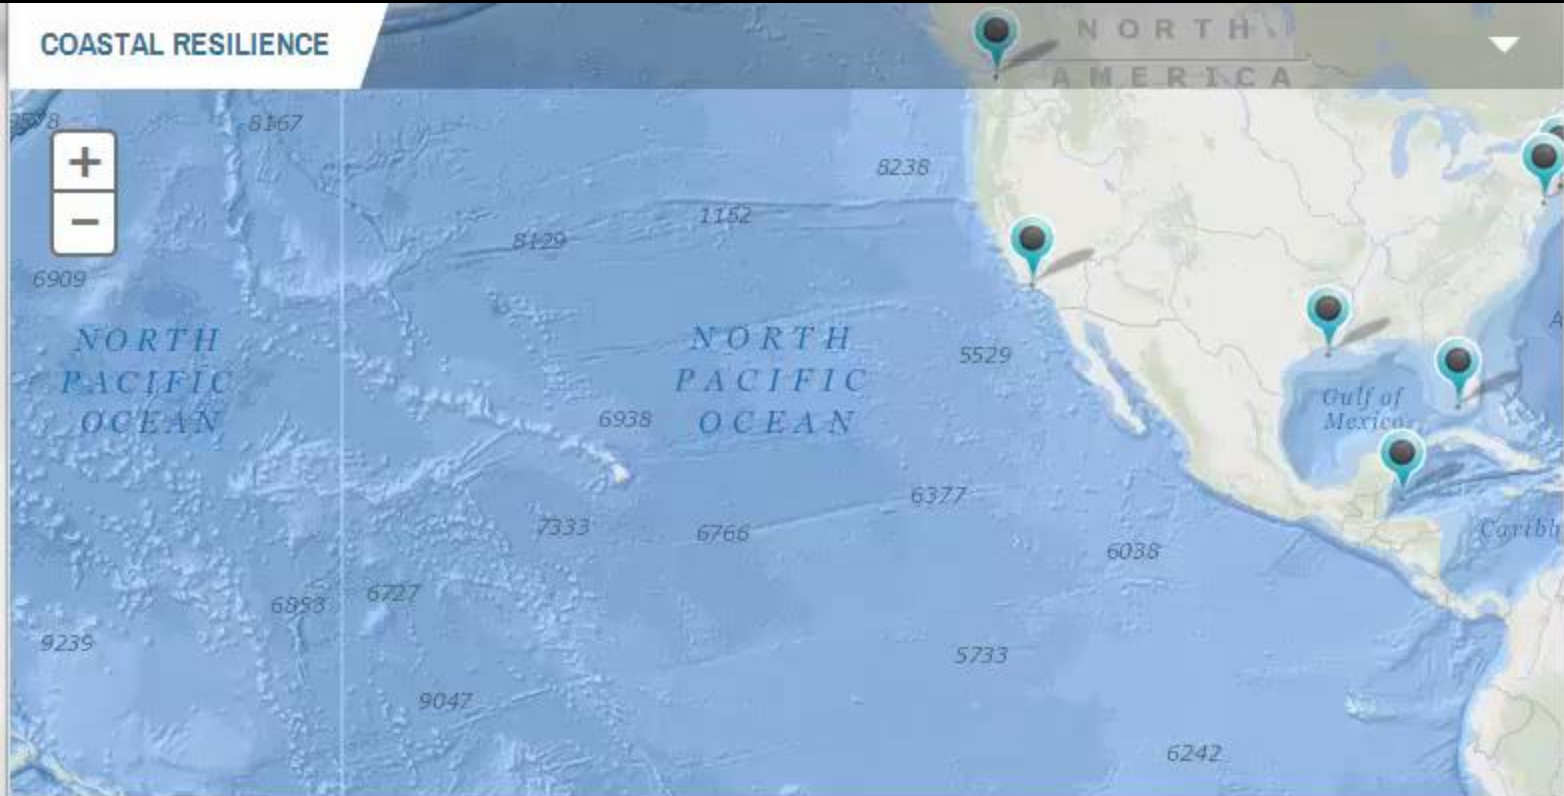 COASTAL RESILIENCE
NORTH
AMERICA
8167
+
8238
1152
−
8129
6909
NORTH
PACIFIC
OCEAN
NORTH
PACIFIC
OCEAN
5529
Gulf of
Mexico
6938
6377
7333
6766
Caribb
6038
6727
9239
5733
9047
6242